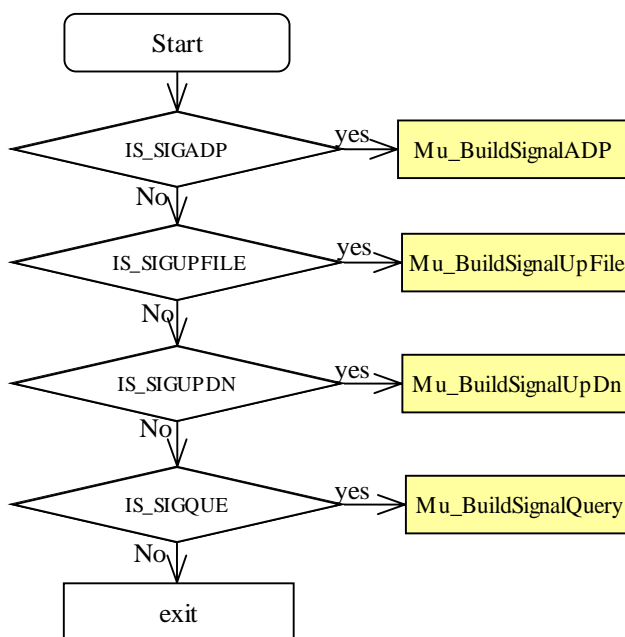 Start
IS_SIGADP
yes
Mu_BuildSignalADP
No
IS_SIGUPFILE
yes
Mu_BuildSignalUpFile
No
IS_SIGUPDN
yes
Mu_BuildSignalUpDn
No
IS_SIGQUE
yes
Mu_BuildSignalQuery
No
exit